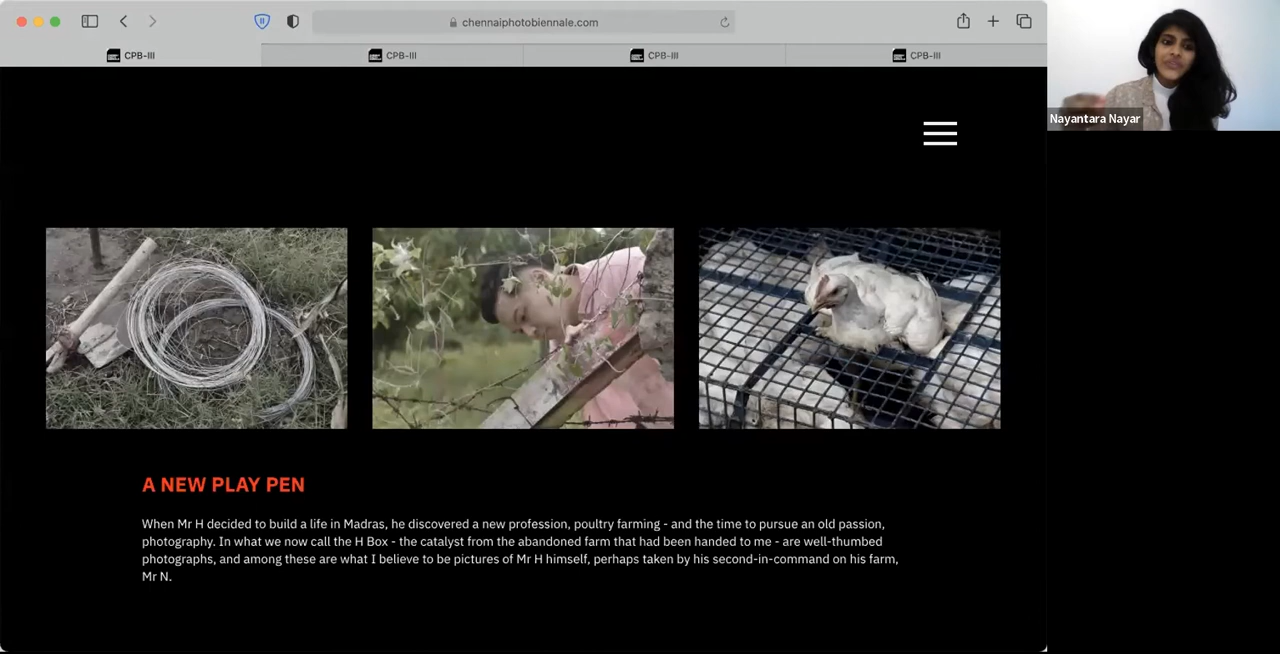 chennaiphotobiennale.com
CPB-III
CPB-III
CPB-III
CPB-III
Nayantara Nayar
A NEW PLAY PEN
When Mr H decided to build a life in Madras, he discovered a new profession, poultry farming - and the time to pursue an old passion,
photography. In what we now call the H Box - the catalyst from the abandoned farm that had been handed to me - are well-thumbed
photographs, and among these are what I believe to be pictures of Mr H himself, perhaps taken by his second-in-command on his farm,
Mr N.